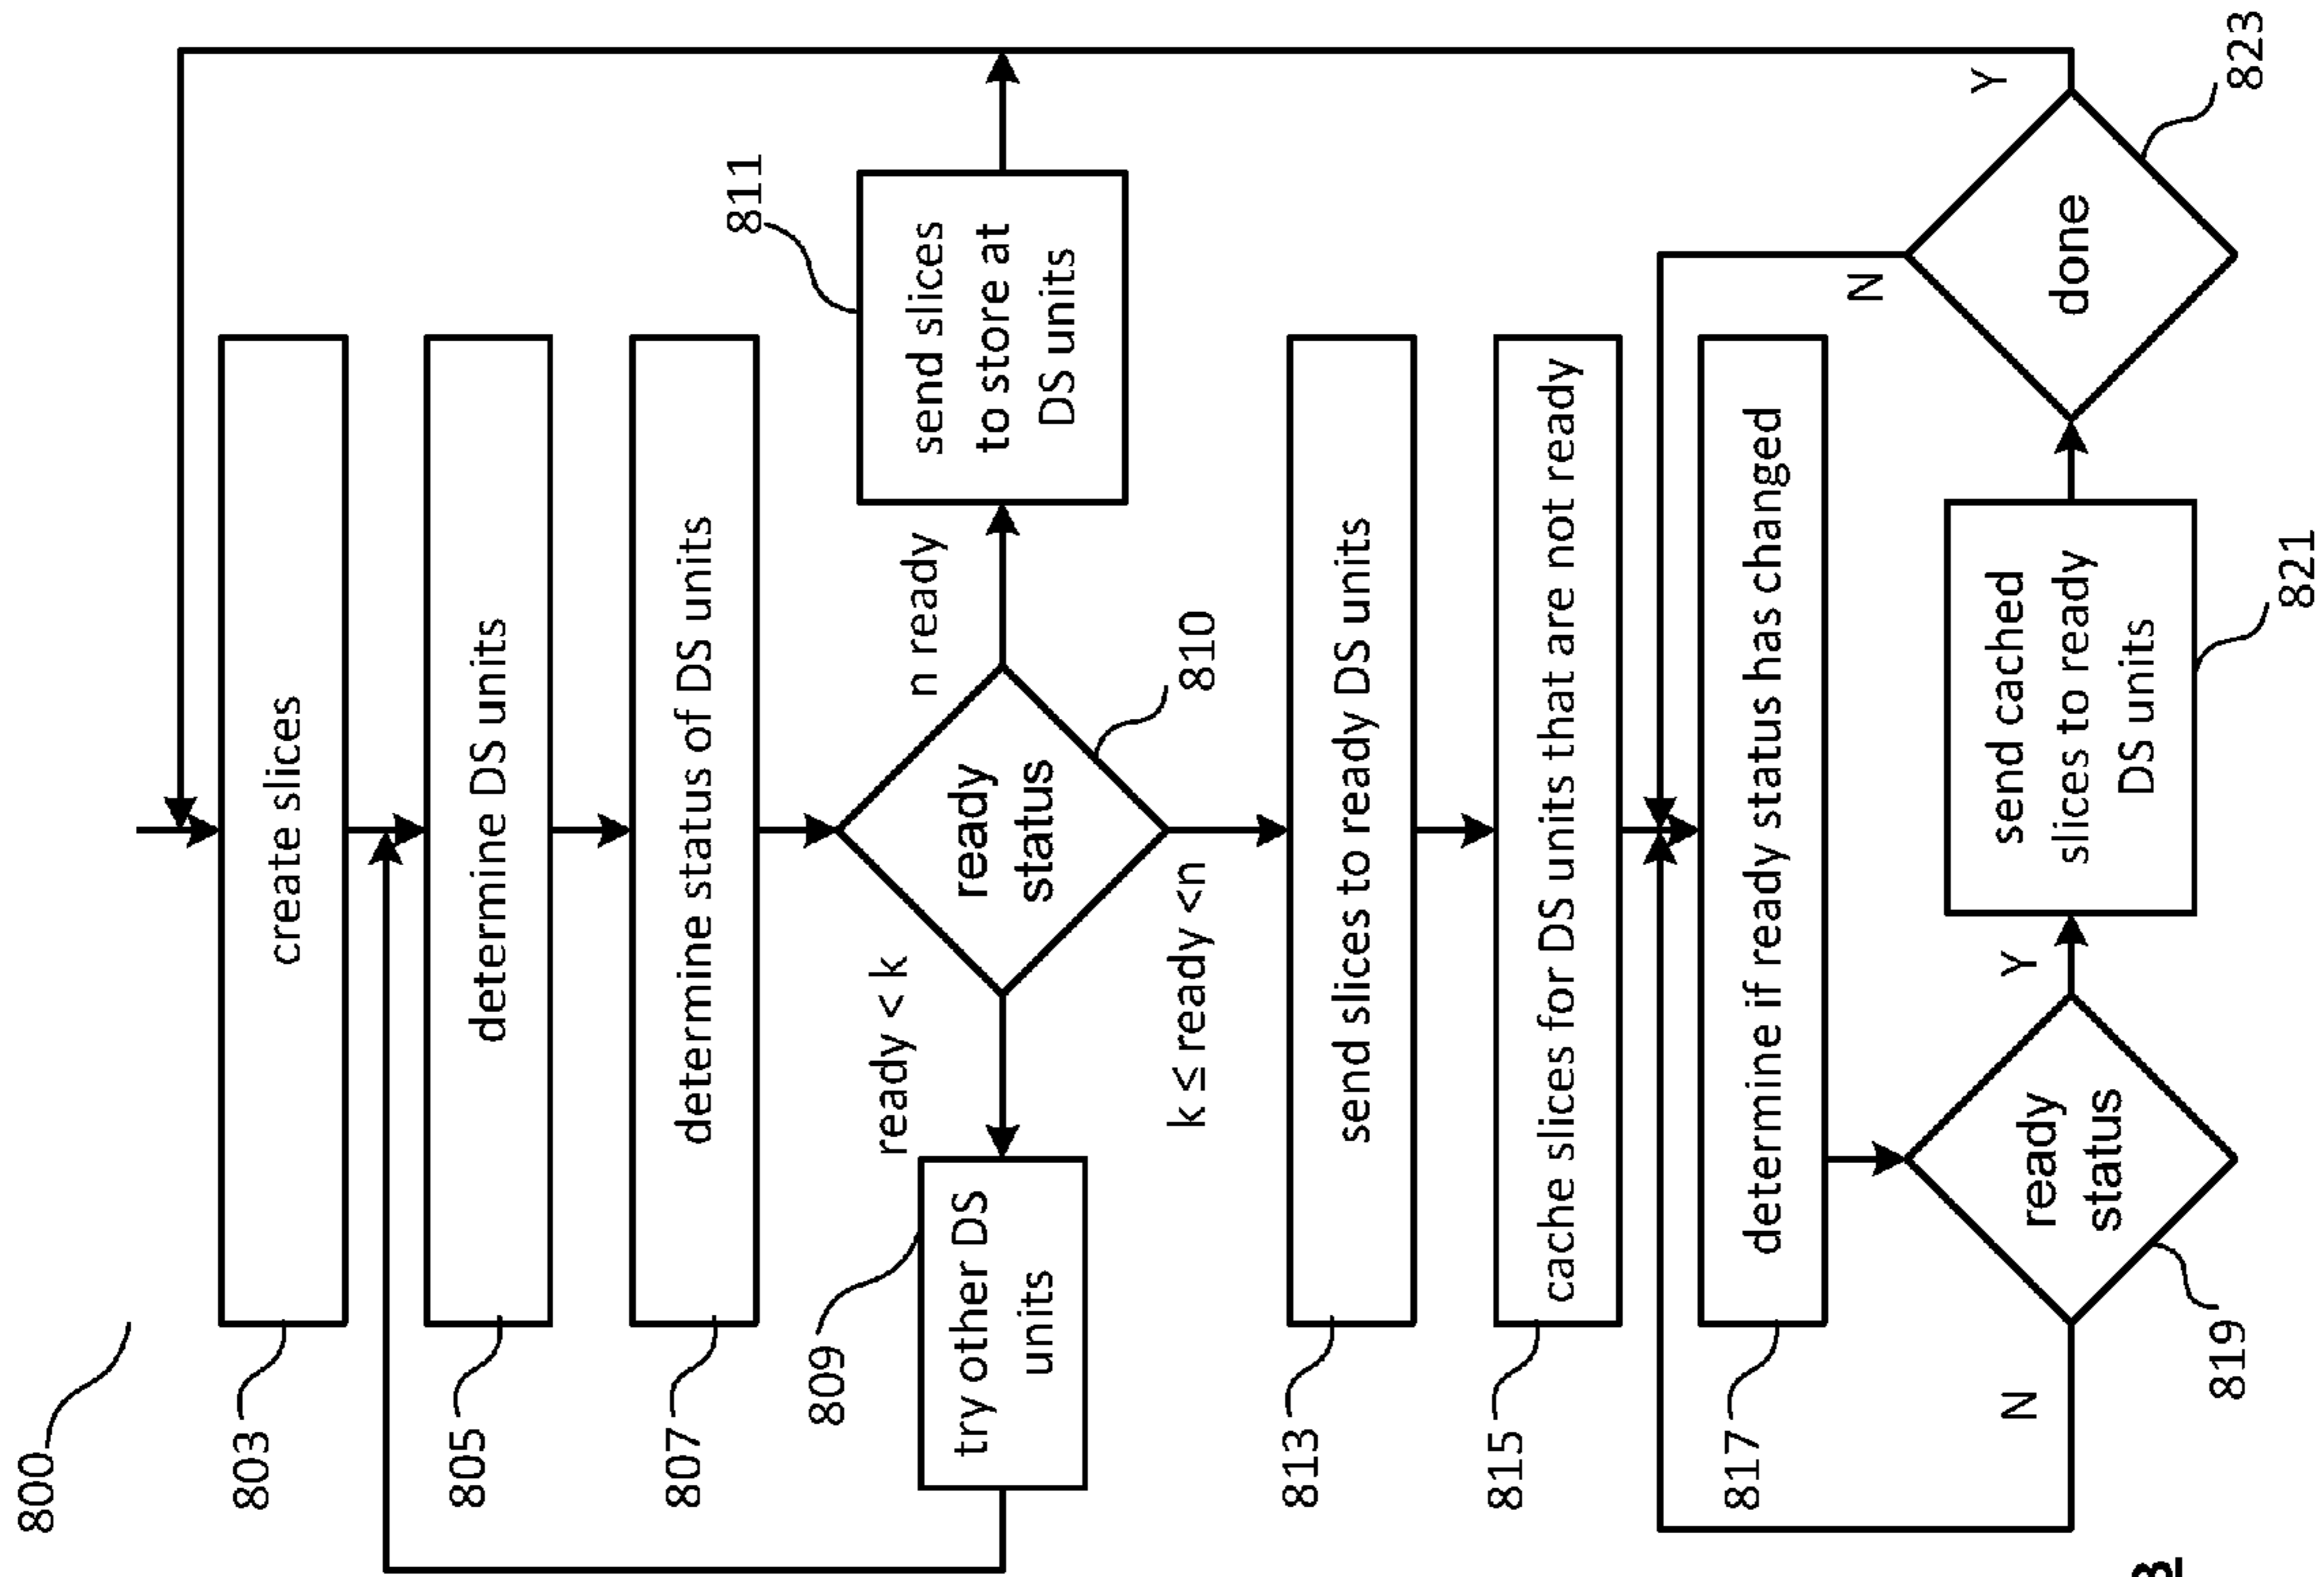 800
803
create slices
805
determine DS units
807
determine status of DS units
809
try other DS
units
ready < k
ready
status
810
n ready
811
send slices
to store at
DS units
k ≤ ready <n
813
send slices to ready DS units
815
cache slices for DS units that are not ready
817
determine if ready status has changed
N
819
ready
status
Y
send cached
slices to ready
DS units
821
N
done
Y
823